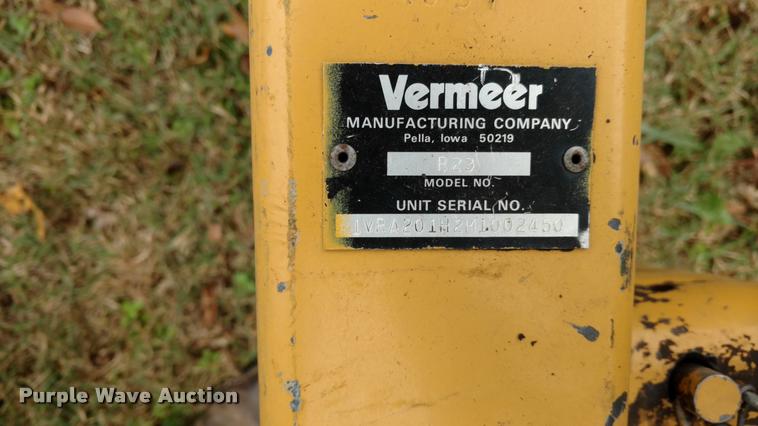 Vermeer
MANUFACTURING COMPANY
Pella, Iowa 50219
R23
MODEL NO.
UNIT SERIAL NO.
1VRA201H2M1002450
Purple Wave Auction